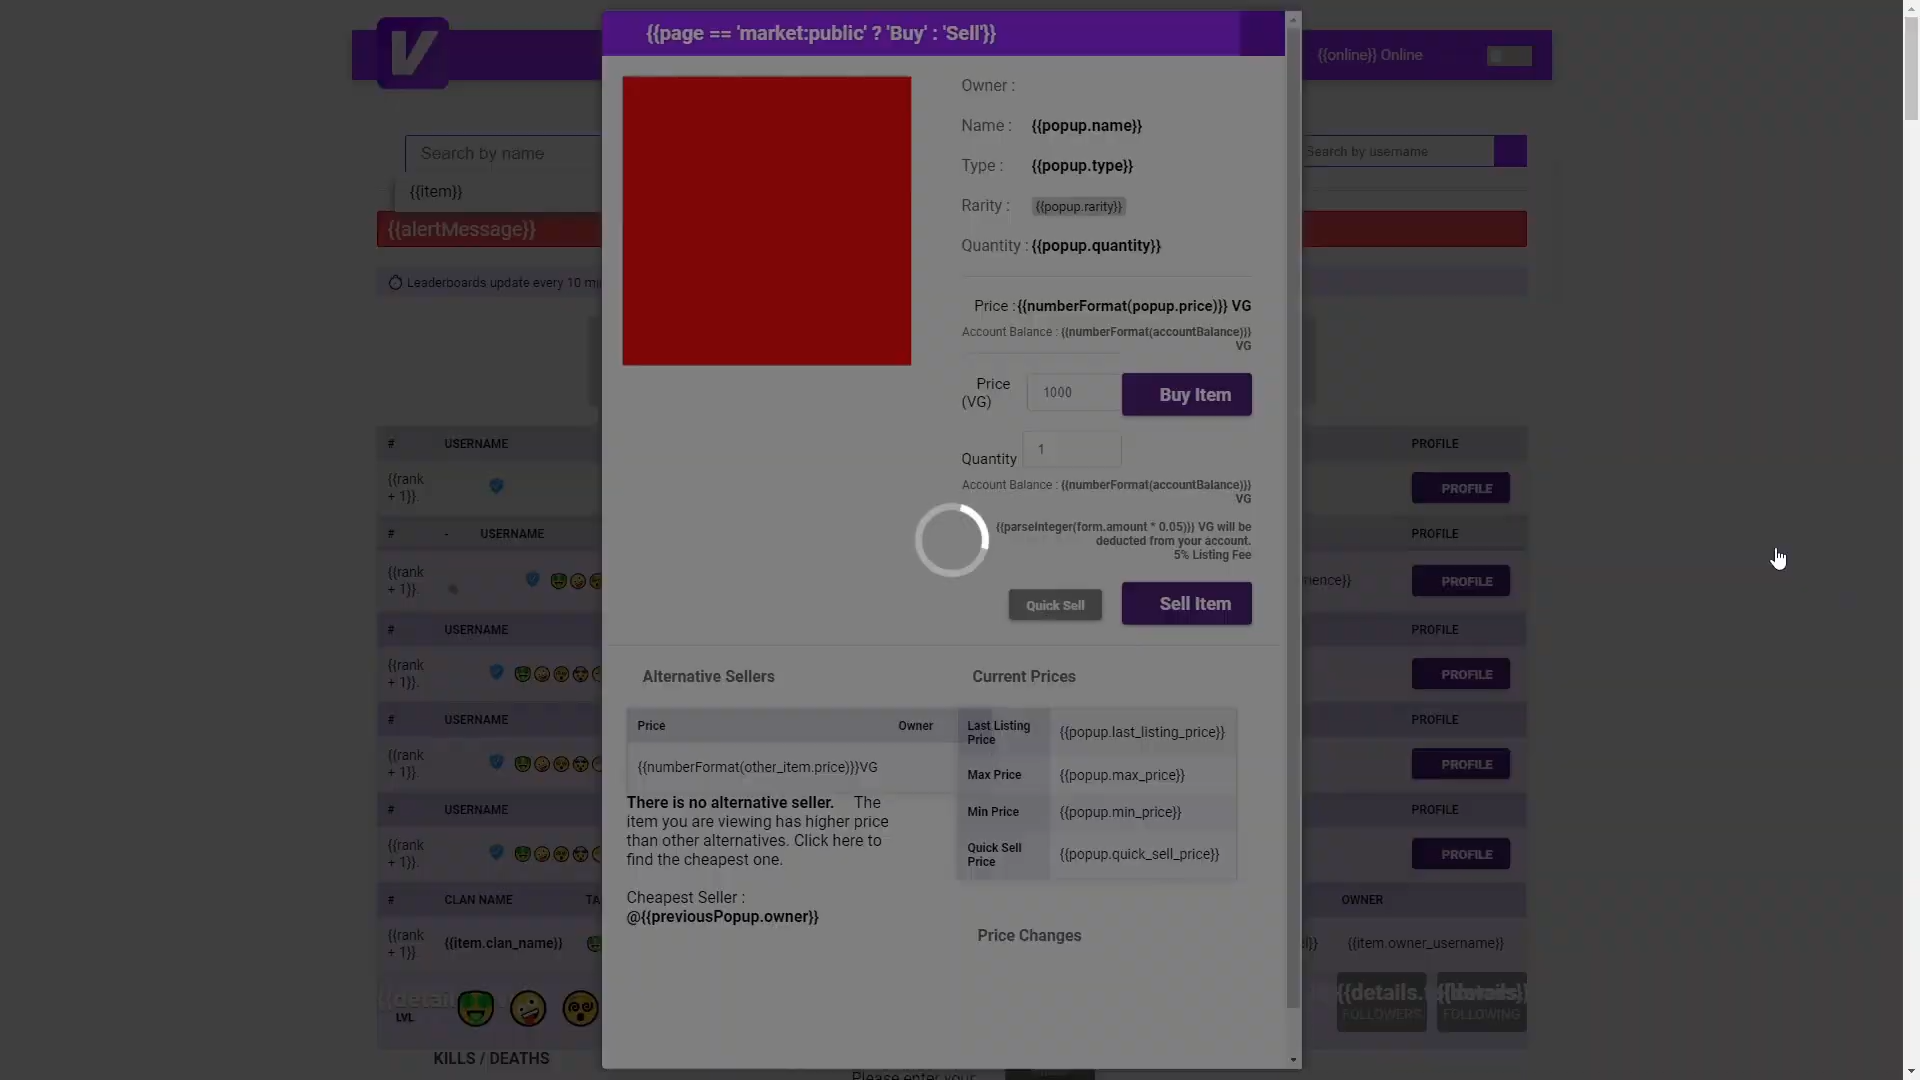 {{page == 'market:public' ? 'Buy' : 'Sell'}}
{{online}} Online
Owner :
Name : {{popup.name}}
Type : {{popup.type}}
Rarity : {{popup.rarity}}
Quantity : {{popup.quantity}}
Search by name
Search by username
{{item}}
{{alertMessage}}
Leaderboards update every 10
Price : {{numberFormat(popup.price)}} VG
Account Balance : {{numberFormat(accountBalance)}}
VG
Price
(VG)
1000
Buy Item
Quantity
1
Account Balance : {{numberFormat(accountBalance)}}
VG
{{parseInteger(form.amount * 0.05)}} VG will be
deducted from your account.
5% Listing Fee
Quick Sell
Sell Item
# USERNAME PROFILE
{{rank
+ 1}}. PROFILE
# - USERNAME PROFILE
{{rank
+ 1}}. PROFILE
# USERNAME PROFILE
{{rank
+ 1}}. PROFILE
# USERNAME PROFILE
{{rank
+ 1}}. PROFILE
# USERNAME PROFILE
{{rank
+ 1}}. PROFILE
# CLAN NAME OWNER
{{rank
+ 1}}. {{item.clan_name}} {{item.owner_username}}
Alternative Sellers
Price Owner
{{numberFormat(other_item.price)}}VG
There is no alternative seller. The
item you are viewing has higher price
than other alternatives. Click here to
find the cheapest one.
Cheapest Seller :
@{{previousPopup.owner}}
Current Prices
Last Listing
Price
{{popup.last_listing_price}}
Max Price {{popup.max_price}}
Min Price {{popup.min_price}}
Quick Sell
Price
{{popup.quick_sell_price}}
Price Changes
LVL
FOLLOWERS
FOLLOWING
KILLS / DEATHS
Please enter your